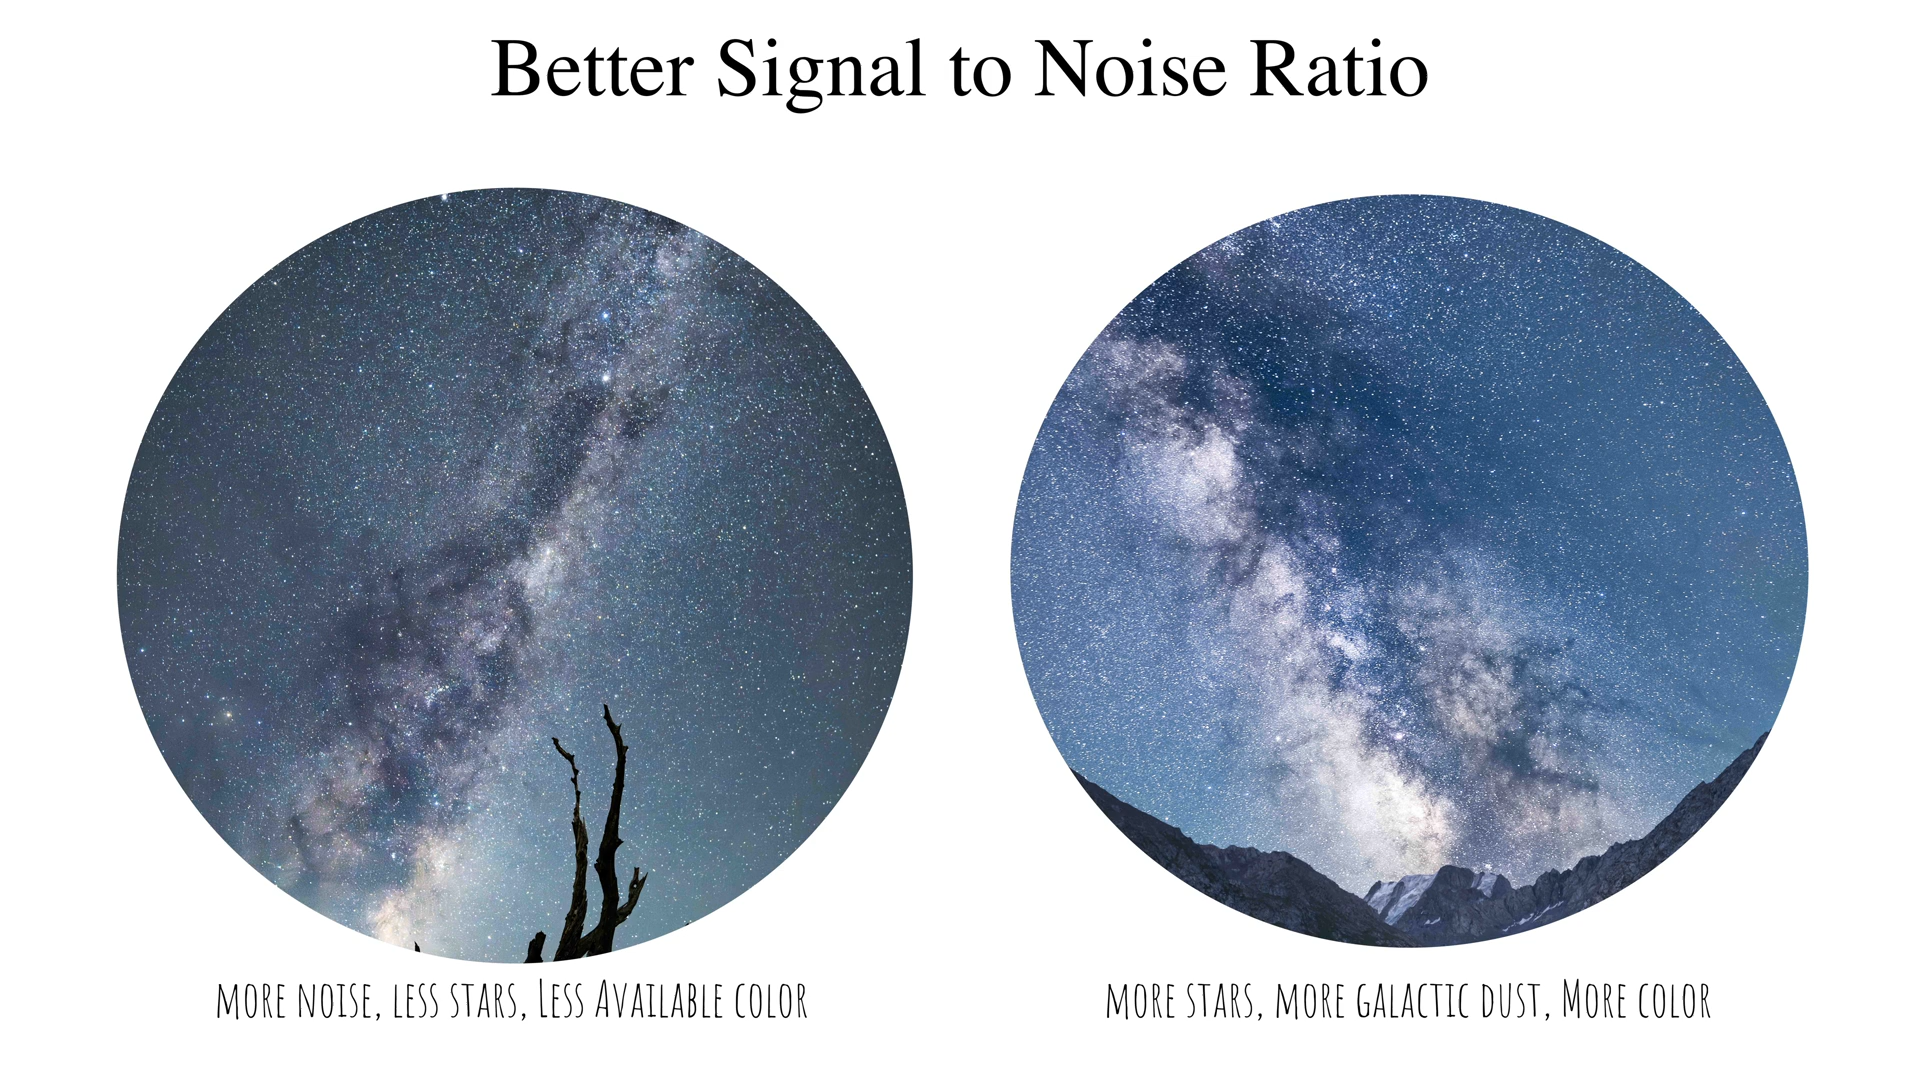 Better Signal to Noise Ratio
more noise, less stars, Less Available color
more stars, more galactic dust, More color